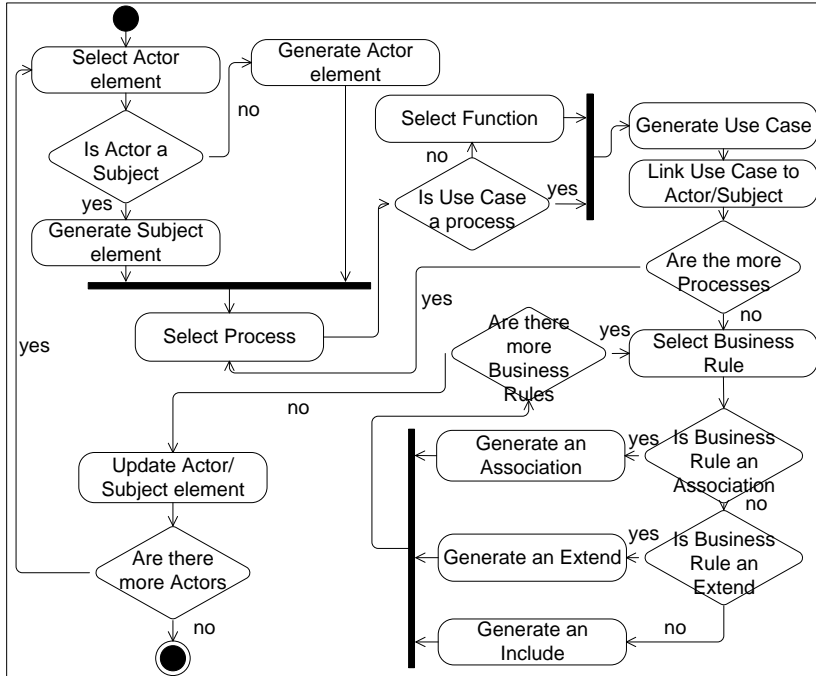 Select Actor
element
Generate Actor
element
no
Is Actor a
Subject
yes
Generate Subject
element
Select Function
no
Is Use Case
a process
yes
Generate Use Case
Link Use Case to
Actor/Subject
Are the more
Processes
yes
no
Select Process
yes
Are there
more
Business
Rules
yes
Select Business
Rule
no
Generate an
Association
yes
Is Business
Rule an
Association
no
Update Actor/
Subject element
Generate an Extend
yes
Is Business
Rule an
Extend
Are there
more Actors
no
Generate an
Include
no